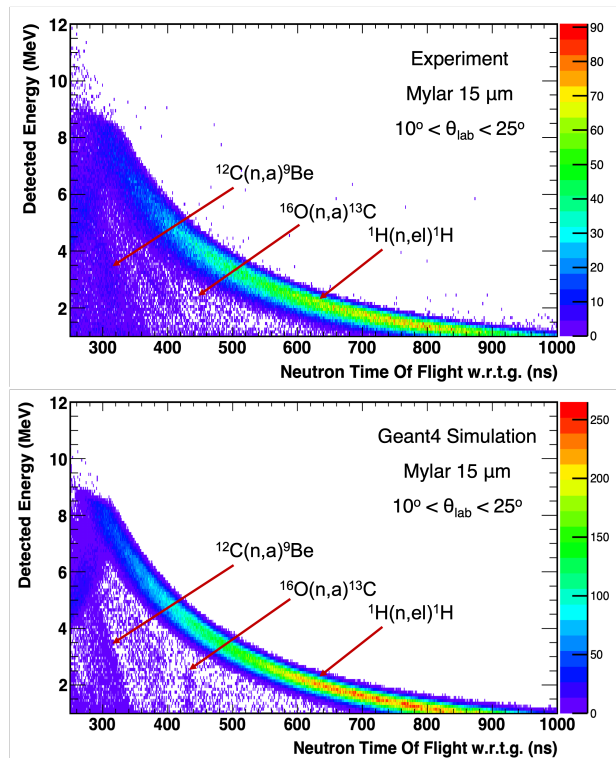 Detected Energy (MeV)
12
10
8
6
4
2
Experiment
Mylar 15 μm
10° < θlab < 25°
¹²C(n,a)⁹Be
¹⁶O(n,a)¹³C
¹H(n,el)¹H
90
80
70
60
50
40
30
20
10
0
300 400 500 600 700 800 900 1000
Neutron Time Of Flight w.r.t.g. (ns)
Detected Energy (MeV)
12
10
8
6
4
2
Geant4 Simulation
Mylar 15 μm
10° < θlab < 25°
¹²C(n,a)⁹Be
¹⁶O(n,a)¹³C
¹H(n,el)¹H
250
200
150
100
50
0
300 400 500 600 700 800 900 1000
Neutron Time Of Flight w.r.t.g. (ns)